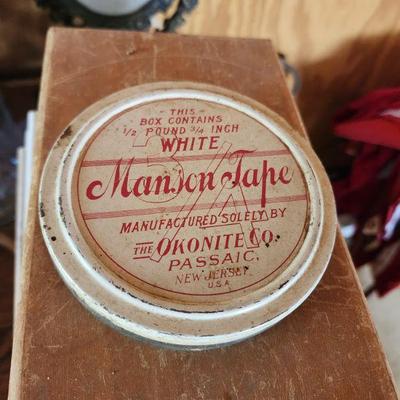 THIS
BOX CONTAINS
1/2 POUND 3/4 INCH
WHITE
Manson Tape
MANUFACTURED SOLELY BY
THE OKONITE CO.
PASSAIC,
NEW JERSEY.
U.S.A